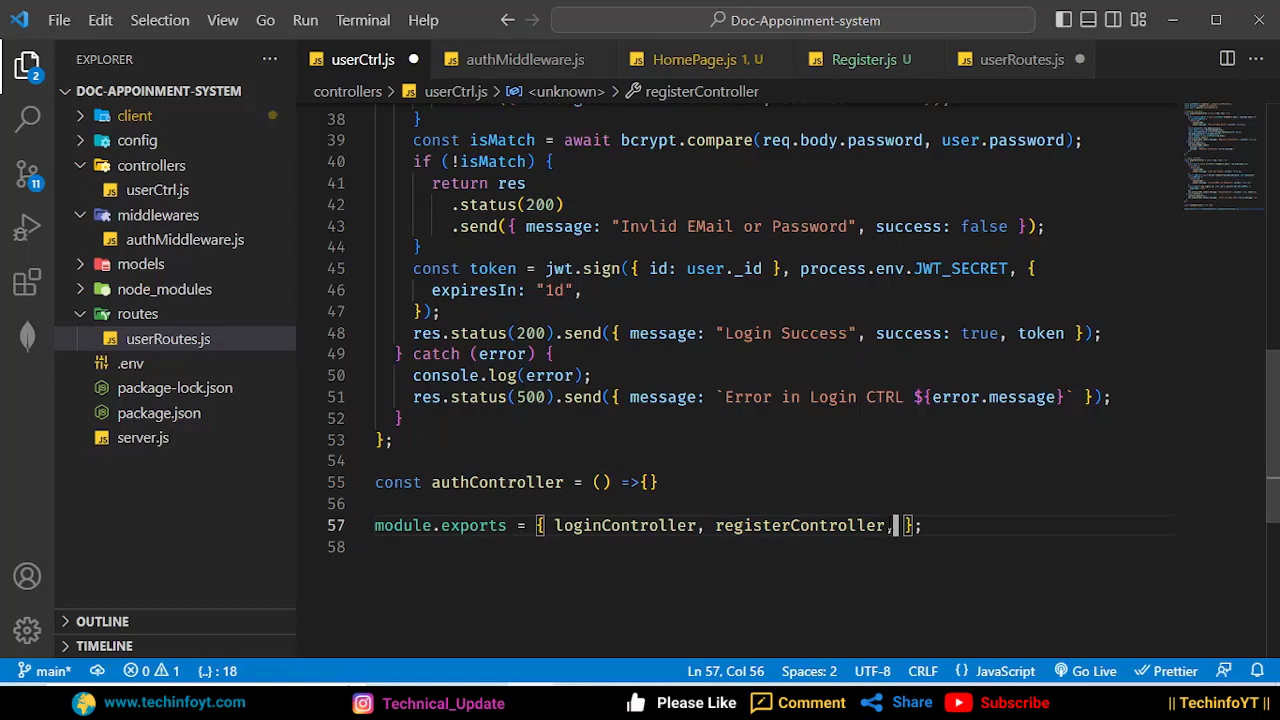 File Edit Selection View Go Run Terminal Help
Doc-Appoinment-system
EXPLORER
userCtrl.js
authMiddleware.js
HomePage.js 1, U
Register.js U
userRoutes.js
DOC-APPOINMENT-SYSTEM
controllers > userCtrl.js > <unknown> > registerController
client
config
controllers
userCtrl.js
middlewares
authMiddleware.js
models
node_modules
routes
userRoutes.js
.env
package-lock.json
package.json
server.js
OUTLINE
TIMELINE
2
11
38 }
39 const isMatch = await bcrypt.compare(req.body.password, user.password);
40 if (!isMatch) {
41 return res
42 .status(200)
43 .send({ message: "Invlid EMail or Password", success: false });
44 }
45 const token = jwt.sign({ id: user._id }, process.env.JWT_SECRET, {
46 expiresIn: "1d",
47 });
48 res.status(200).send({ message: "Login Success", success: true, token });
49 } catch (error) {
50 console.log(error);
51 res.status(500).send({ message: `Error in Login CTRL ${error.message}` });
52 }
53 };
54
55 const authController = () =>{}
56
57 module.exports = { loginController, registerController, };
58
main* 0 1 {..} : 18 Ln 57, Col 56 Spaces: 2 UTF-8 CRLF {} JavaScript Go Live Prettier
www.techinfoyt.com Technical_Update Please Like Comment Share Subscribe || TechinfoYT ||